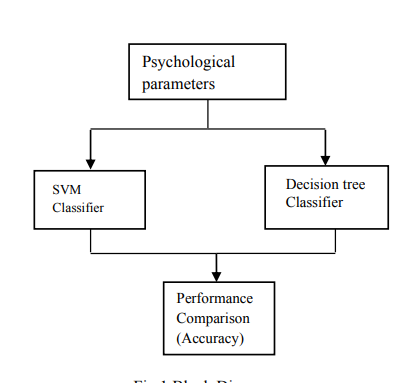 Psychological
parameters
SVM
Classifier
Decision tree
Classifier
Performance
Comparison
(Accuracy)